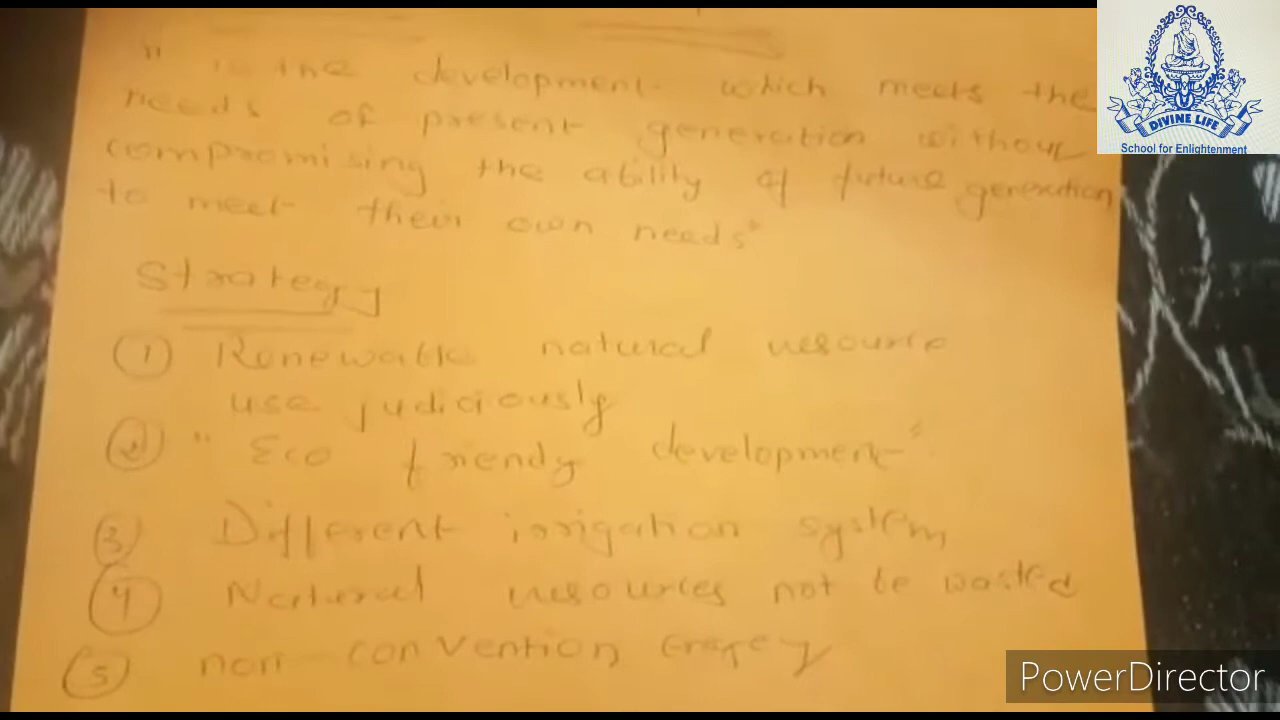 " is the development which meets the
needs of present generation without
compromising the ability of future generation
to meet their own needs"
Strategy
(1) Renewable natural resource
use judiciously
(2) "Eco friendy development"
(3) Different irrigation system
(4) Natural resources not be wasted
(5) non convention energy
DIVINE LIFE
School for Enlightenment
PowerDirector